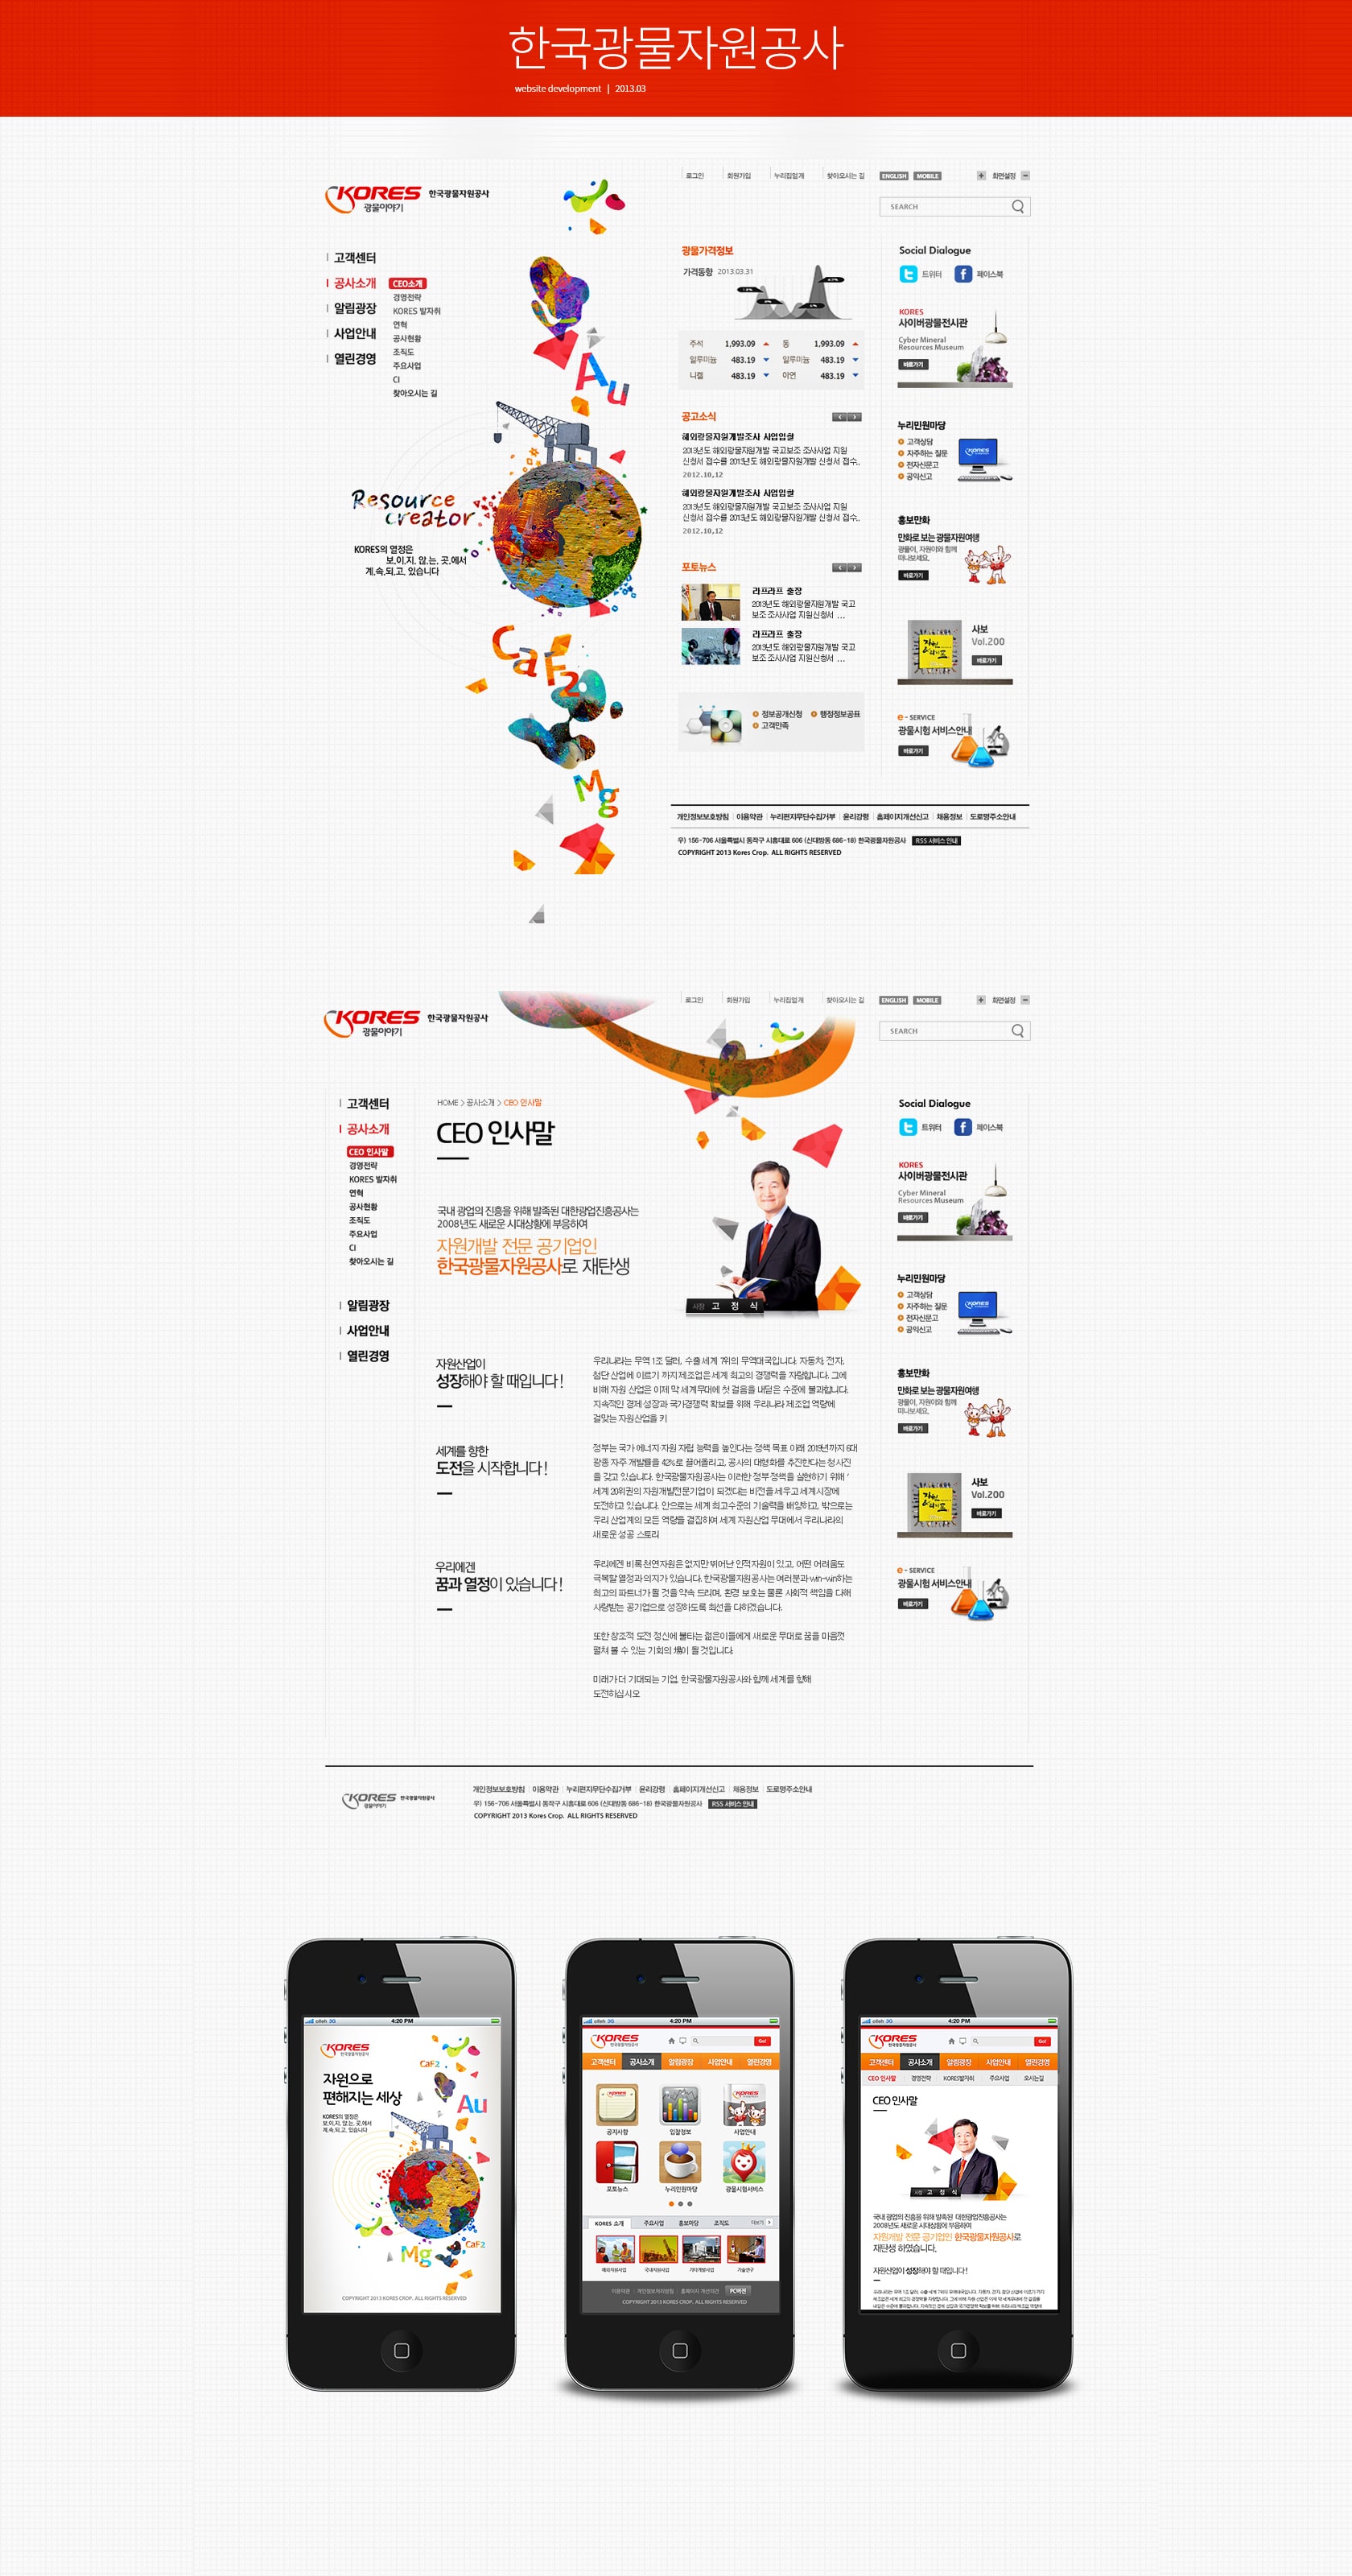 한국광물자원공사
website development | 2013.03
KORES 한국광물자원공사
광물이야기
로그인 회원가입 누리집얼개 찾아오시는 길 ENGLISH MOBILE + 화면설정 -
SEARCH
고객센터
공사소개
CEO소개
경영전략
KORES 발자취
연혁
공사현황
조직도
주요사업
CI
찾아오시는 길
알림광장
사업안내
열린경영
Au
Resource
creator
KORES의 열정은
보.이.지. 않.는. 곳.에서
계.속.되.고. 있습니다
CaF2
Mg
광물가격정보
가격동향 2013.03.31
주석 1,993.09 동 1,993.09
알루미늄 483.19 알루미늄 483.19
니켈 483.19 아연 483.19
공고소식
해외광물자원개발조사 사업입찰
2013년도 해외광물자원개발 국고보조 조사사업 지원
신청서 접수를 2013년도 해외광물자원개발 신청서 접수..
2012.10.12
해외광물자원개발조사 사업입찰
2013년도 해외광물자원개발 국고보조 조사사업 지원
신청서 접수를 2013년도 해외광물자원개발 신청서 접수..
2012.10.12
포토뉴스
라프라프 출장
2013년도 해외광물자원개발 국고
보조 조사사업 지원신청서 ...
라프라프 출장
2013년도 해외광물자원개발 국고
보조 조사사업 지원신청서 ...
정보공개신청 행정정보공표
고객만족
Social Dialogue
트위터 페이스북
KORES
사이버광물전시관
Cyber Mineral
Resources Museum
바로가기
누리민원마당
고객상담
자주하는 질문
전자신문고
공익신고
홍보만화
만화로 보는 광물자원여행
광물이, 자원이와 함께
떠나보세요.
바로가기
사보
Vol.200
바로가기
e - SERVICE
광물시험 서비스안내
바로가기
개인정보보호방침 이용약관 누리편지무단수집거부 윤리강령 홈페이지개선신고 채용정보 도로명주소안내
우) 156-706 서울특별시 동작구 시흥대로 606 (신대방동 686-18) 한국광물자원공사 RSS 서비스 안내
COPYRIGHT 2013 Kores Crop. ALL RIGHTS RESERVED
KORES 한국광물자원공사
광물이야기
로그인 회원가입 누리집얼개 찾아오시는 길 ENGLISH MOBILE + 화면설정 -
SEARCH
고객센터
공사소개
CEO 인사말
경영전략
KORES 발자취
연혁
공사현황
조직도
주요사업
CI
찾아오시는 길
알림광장
사업안내
열린경영
HOME > 공사소개 > CEO 인사말
CEO 인사말
국내 광업의 진흥을 위해 발족된 대한광업진흥공사는
2008년도 새로운 시대상황에 부응하여
자원개발 전문 공기업인
한국광물자원공사로 재탄생
사장 고 정 식
자원산업이
성장해야 할 때입니다!
우리나라는 무역 1조 달러, 수출 세계 7위의 무역대국입니다. 자동차, 전자,
첨단 산업에 이르기 까지 제조업은 세계 최고의 경쟁력을 자랑합니다. 그에
비해 자원 산업은 이제 막 세계무대에 첫 걸음을 내딛은 수준에 불과합니다.
지속적인 경제 성장과 국가경쟁력 확보를 위해 우리나라 제조업 역량에
걸맞는 자원산업을 키
세계를 향한
도전을 시작합니다!
정부는 국가 에너지·자원 자립 능력을 높인다는 정책 목표 아래 2019년까지 6대
광종 자주 개발률을 42%로 끌어올리고, 공사의 대형화를 추진한다는 청사진
을 갖고 있습니다. 한국광물자원공사는 이러한 정부 정책을 실현하기 위해 '
세계 20위권의 자원개발전문기업'이 되겠다는 비전을 세우고 세계시장에
도전하고 있습니다. 안으로는 세계 최고수준의 기술력을 배양하고, 밖으로는
우리 산업계의 모든 역량을 결집하여 세계 자원산업 무대에서 우리나라의
새로운 성공 스토리
우리에겐
꿈과 열정이 있습니다!
우리에겐 비록 천연자원은 없지만 뛰어난 인적자원이 있고, 어떤 어려움도
극복할 열정과 의지가 있습니다. 한국광물자원공사는 여러분과 win-win하는
최고의 파트너가 될 것을 약속 드리며, 환경 보호는 물론 사회적 책임을 다해
사랑받는 공기업으로 성장하도록 최선을 다하겠습니다.
또한 창조적 도전 정신에 불타는 젊은이들에게 새로운 무대로 꿈을 마음껏
펼쳐 볼 수 있는 기회의 場이 될 것입니다.
미래가 더 기대되는 기업, 한국광물자원공사와 함께 세계를 향해
도전하십시오
Social Dialogue
트위터 페이스북
KORES
사이버광물전시관
Cyber Mineral
Resources Museum
바로가기
누리민원마당
고객상담
자주하는 질문
전자신문고
공익신고
홍보만화
만화로 보는 광물자원여행
광물이, 자원이와 함께
떠나보세요.
바로가기
사보
Vol.200
바로가기
e - SERVICE
광물시험 서비스안내
바로가기
KORES 한국광물자원공사
광물이야기
개인정보보호방침 이용약관 누리편지무단수집거부 윤리강령 홈페이지개선신고 채용정보 도로명주소안내
우) 156-706 서울특별시 동작구 시흥대로 606 (신대방동 686-18) 한국광물자원공사 RSS 서비스 안내
COPYRIGHT 2013 Kores Crop. ALL RIGHTS RESERVED
olleh 3G 4:20 PM
KORES
한국광물자원공사
CaF2
자원으로
편해지는 세상
Au
KORES의 열정은
보.이.지. 않.는. 곳.에서
계.속.되.고. 있습니다
Mg
CaF2
COPYRIGHT 2013 KORES CROP. ALL RIGHTS RESERVED
olleh 3G 4:20 PM
KORES
한국광물자원공사
Go!
고객센터 공사소개 알림광장 사업안내 열린경영
공지사항 입찰정보 사업안내
포토뉴스 누리민원마당 광물시험서비스
KORES 소개 주요사업 홍보마당 조직도 더보기
해외자원사업 국내자원사업 기타개발사업 기술연구
이용약관 개인정보처리방침 홈페이지 개선의견 PC버전
COPYRIGHT 2013 KORES CROP. ALL RIGHTS RESERVED
olleh 3G 4:20 PM
KORES
한국광물자원공사
Go!
고객센터 공사소개 알림광장 사업안내 열린경영
CEO 인사말 경영전략 KORES발자취 주요사업 오시는길
CEO 인사말
사장 고 정 식
국내 광업의 진흥을 위해 발족된 대한광업진흥공사는
2008년도 새로운 시대상황에 부응하여
자원개발 전문 공기업인 한국광물자원공사로
재탄생 하였습니다.
자원산업이 성장해야 할 때입니다!